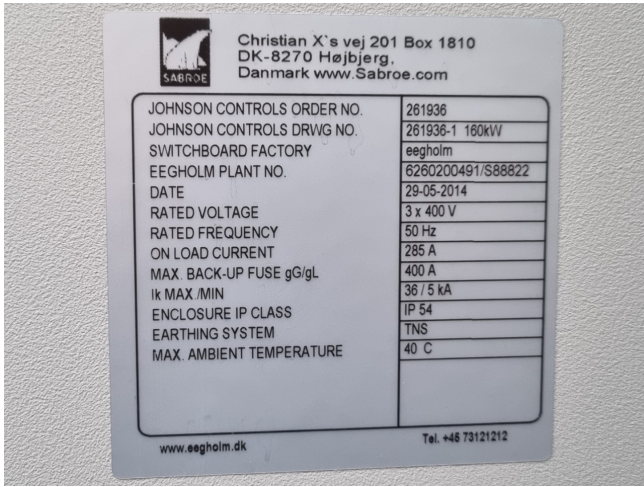 SABROE
Christian X`s vej 201 Box 1810
DK-8270 Højbjerg,
Danmark www.Sabroe.com
JOHNSON CONTROLS ORDER NO. 261936
JOHNSON CONTROLS DRWG NO. 261936-1 160kW
SWITCHBOARD FACTORY eegholm
EEGHOLM PLANT NO. 6260200491/S88822
DATE 29-05-2014
RATED VOLTAGE 3 x 400 V
RATED FREQUENCY 50 Hz
ON LOAD CURRENT 285 A
MAX. BACK-UP FUSE gG/gL 400 A
Ik MAX./MIN 36 / 5 kA
ENCLOSURE IP CLASS IP 54
EARTHING SYSTEM TNS
MAX. AMBIENT TEMPERATURE 40 C
www.eegholm.dk Tel. +45 73121212